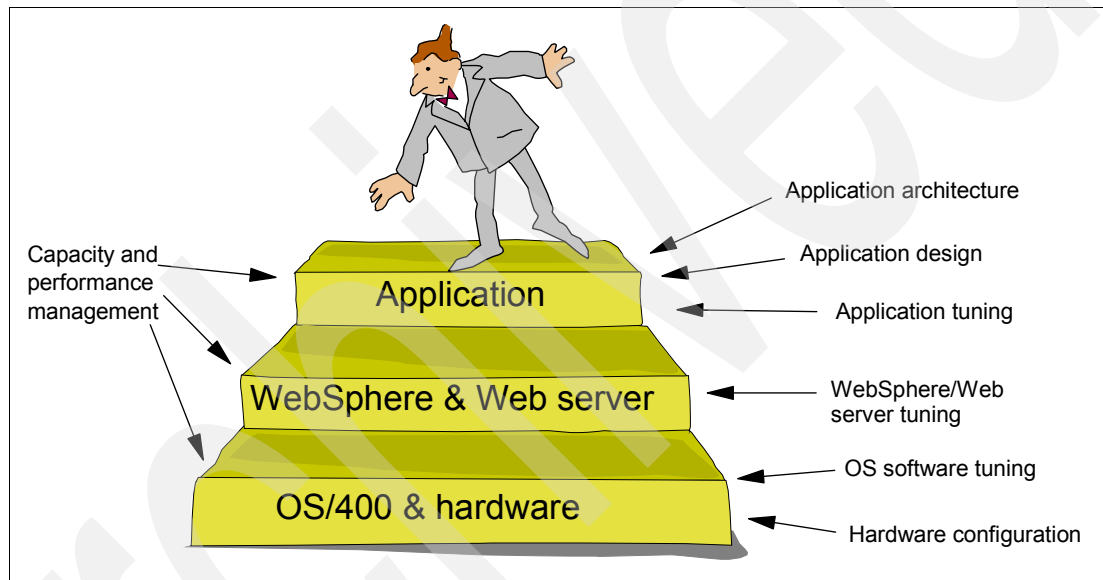 Application architecture
Capacity and
performance
management
Application design
Application
Application tuning
WebSphere & Web server
WebSphere/Web
server tuning
OS software tuning
OS/400 & hardware
Hardware configuration